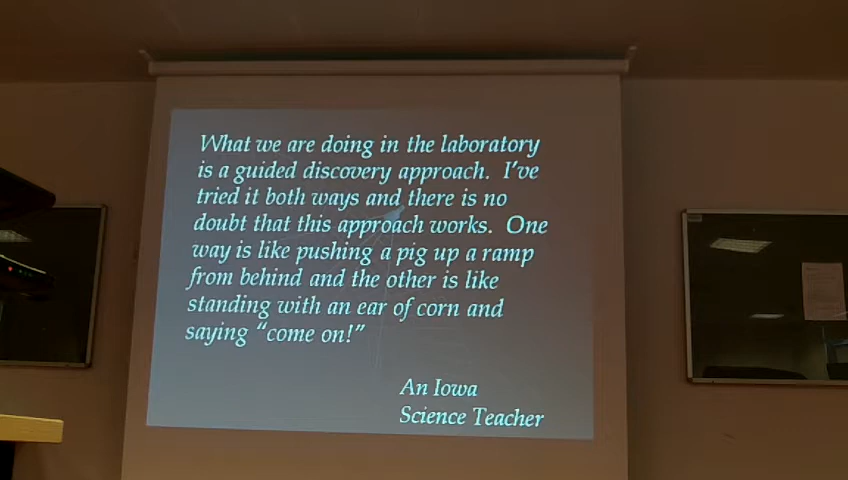 What we are doing in the laboratory
is a guided discovery approach. I've
tried it both ways and there is no
doubt that this approach works. One
way is like pushing a pig up a ramp
from behind and the other is like
standing with an ear of corn and
saying “come on!”
An Iowa
Science Teacher